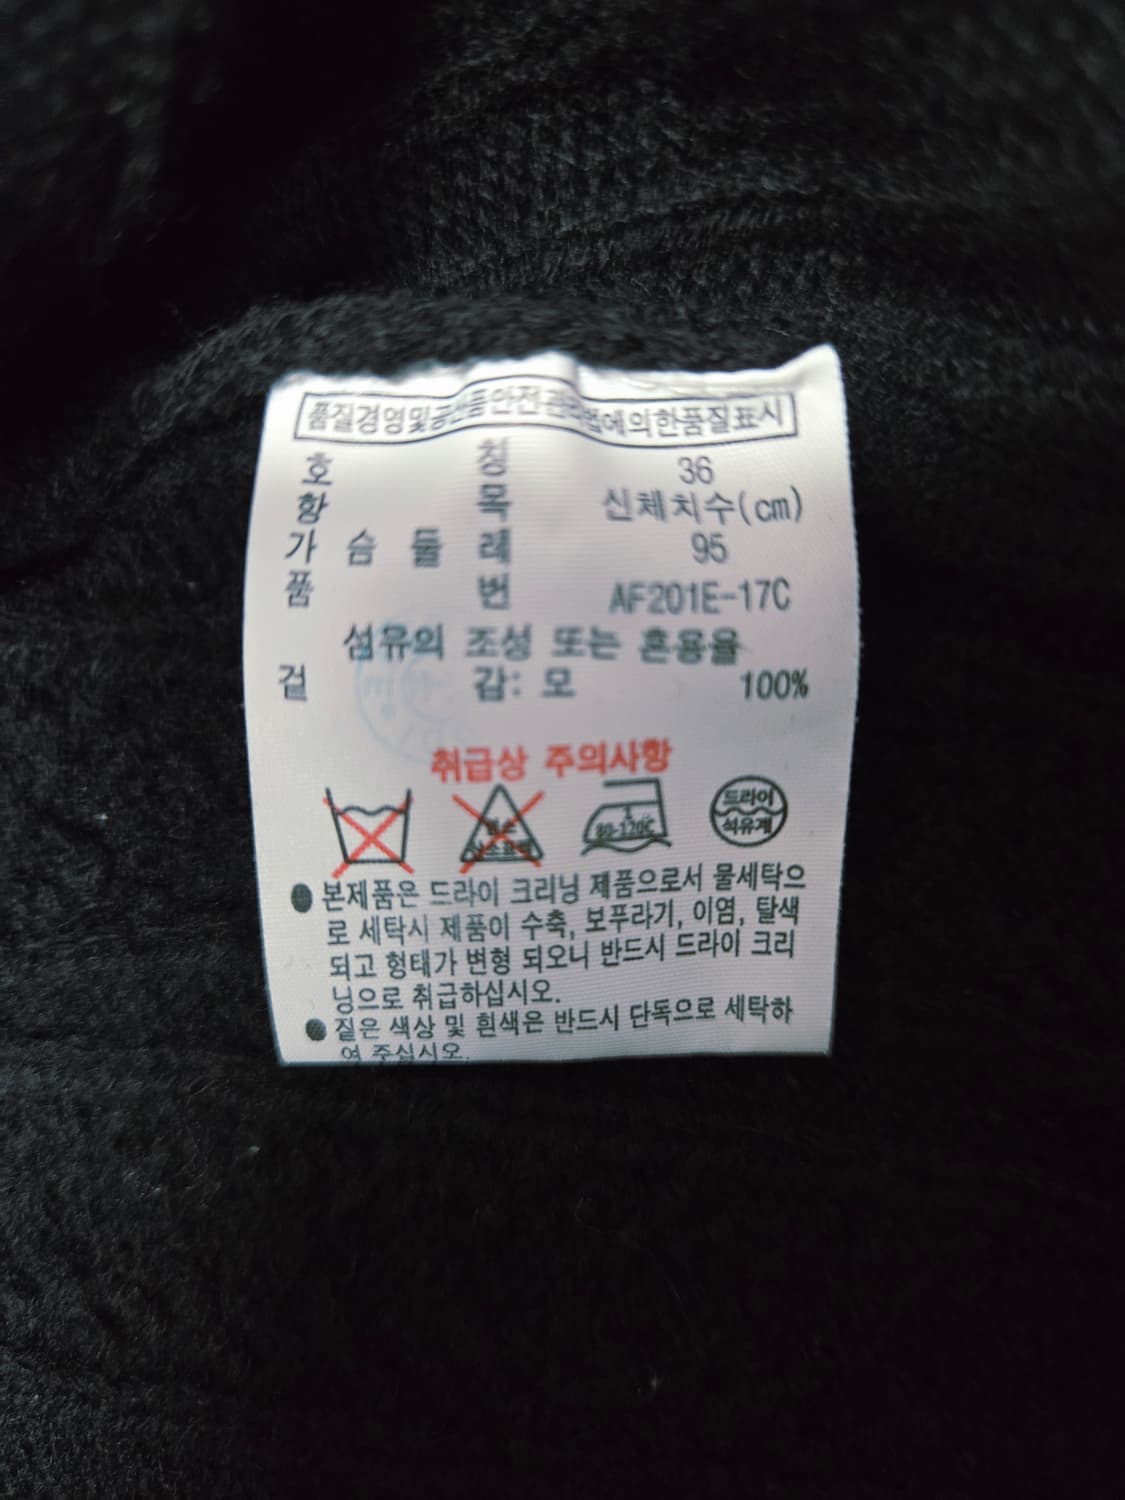 품질경영및공산품안전관리법에의한품질표시
호 칭 36
항 목 신체치수(cm)
가 슴 둘 레 95
품 번 AF201E-17C
섬유의 조성 또는 혼용율
겉 감: 모 100%
취급상 주의사항
80-120℃
드라이
석유계
● 본제품은 드라이 크리닝 제품으로서 물세탁으
로 세탁시 제품이 수축, 보푸라기, 이염, 탈색
되고 형태가 변형 되오니 반드시 드라이 크리
닝으로 취급하십시오.
● 짙은 색상 및 흰색은 반드시 단독으로 세탁하
여 주십시오.